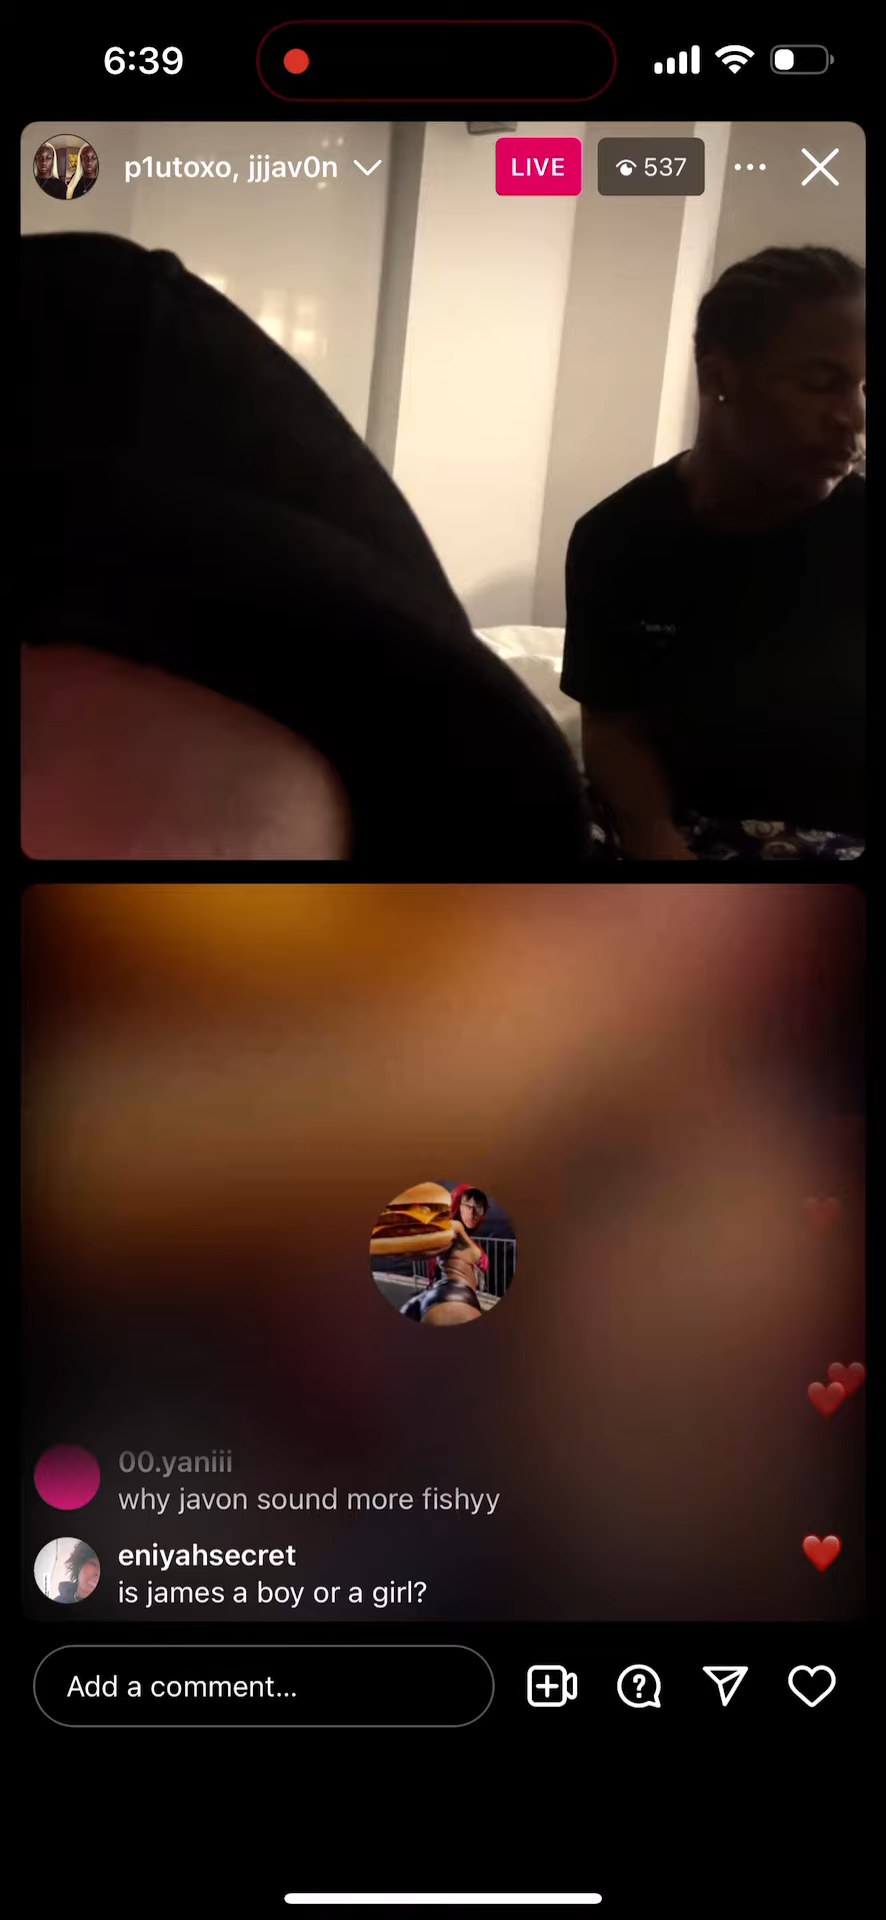 6:39
p1utoxo, jjjav0n
LIVE
537
00.yaniii
why javon sound more fishyy
eniyahsecret
is james a boy or a girl?
Add a comment...